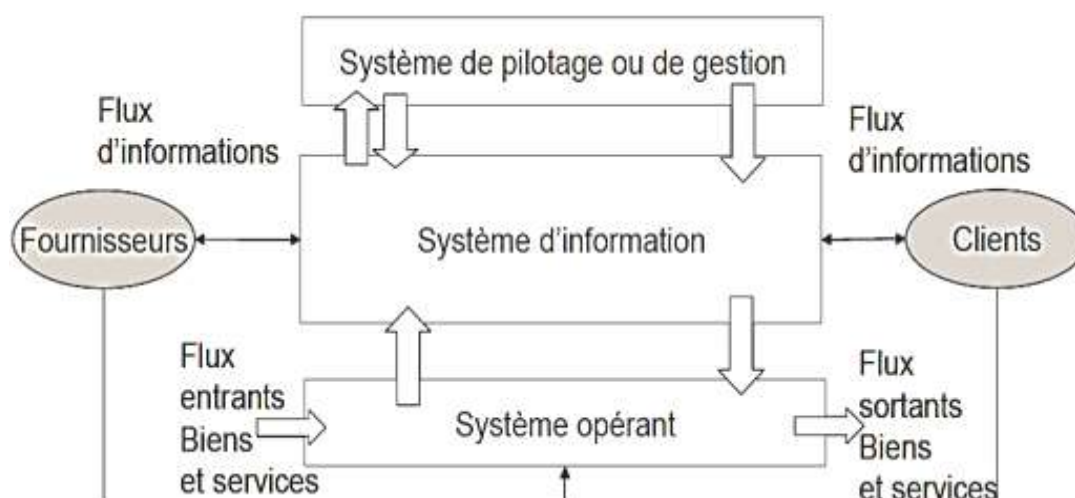 Système de pilotage ou de gestion
Flux
d'informations
Flux
d'informations
Fournisseurs
Système d'information
Clients
Flux
entrants
Biens
et services
Système opérant
Flux
sortants
Biens
et services